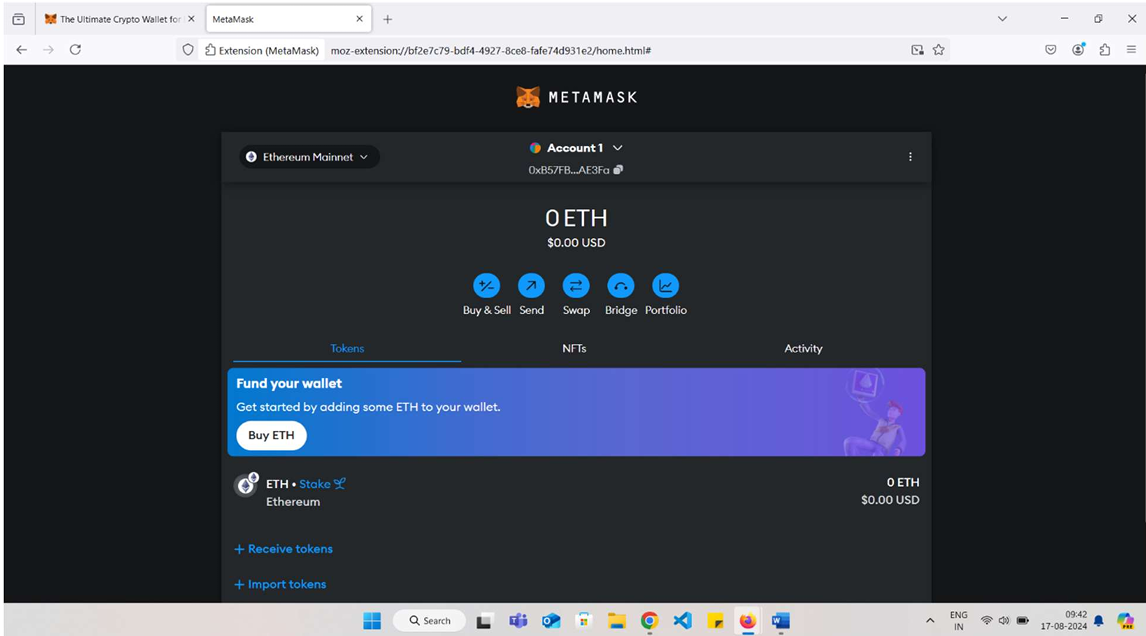 The Ultimate Crypto Wallet for
MetaMask
Extension (MetaMask)
moz-extension://bf2e7c79-bdf4-4927-8ce8-fafe74d931e2/home.html#
METAMASK
Ethereum Mainnet
Account 1
0xB57FB...AE3Fa
0 ETH
$0.00 USD
Buy & Sell Send Swap Bridge Portfolio
Tokens NFTs Activity
Fund your wallet
Get started by adding some ETH to your wallet.
Buy ETH
ETH • Stake
0 ETH
Ethereum
$0.00 USD
+ Receive tokens
+ Import tokens
Search
ENG
IN
09:42
17-08-2024
PRE